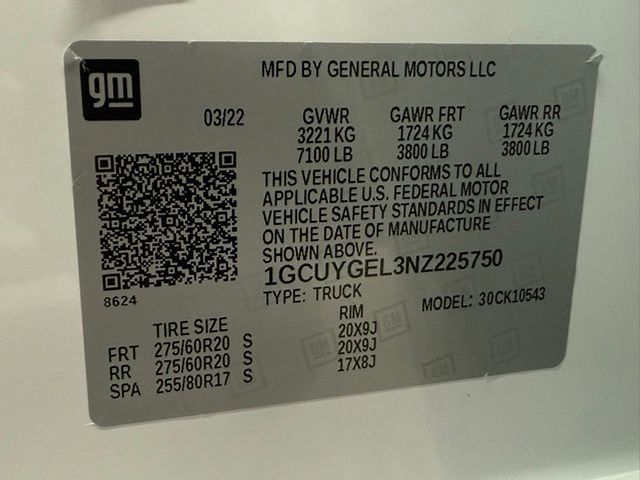 gm
MFD BY GENERAL MOTORS LLC
03/22 GVWR GAWR FRT GAWR RR
3221 KG 1724 KG 1724 KG
7100 LB 3800 LB 3800 LB
THIS VEHICLE CONFORMS TO ALL
APPLICABLE U.S. FEDERAL MOTOR
VEHICLE SAFETY STANDARDS IN EFFECT
ON THE DATE OF MANUFACTURE
SHOWN ABOVE.
1GCUYGEL3NZ225750
8624
TYPE: TRUCK MODEL: 30CK10543
TIRE SIZE RIM
FRT 275/60R20 S 20X9J
RR 275/60R20 S 20X9J
SPA 255/80R17 S 17X8J